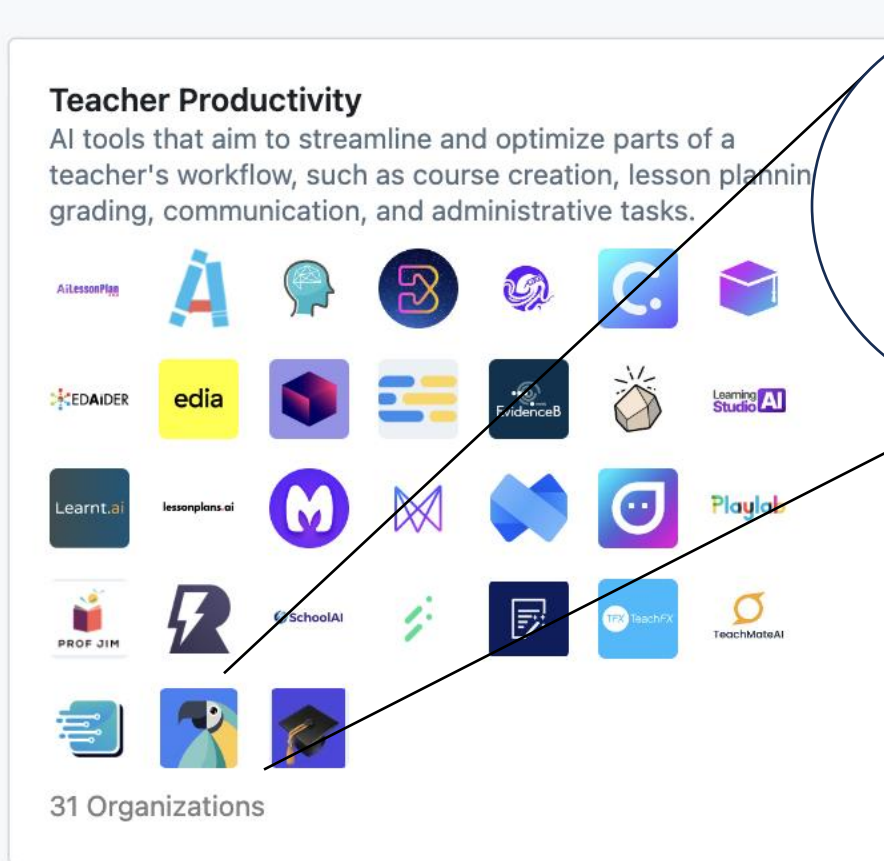 Teacher Productivity
AI tools that aim to streamline and optimize parts of a
teacher's workflow, such as course creation, lesson plannin
grading, communication, and administrative tasks.
AiLessonPlan
EDAiDER
edia
EvidenceB
Learning
Studio AI
Learnt.ai
lessonplans.ai
Playlab
PROF JIM
SchoolAI
TFX TeachFX
TeachMateAI
31 Organizations